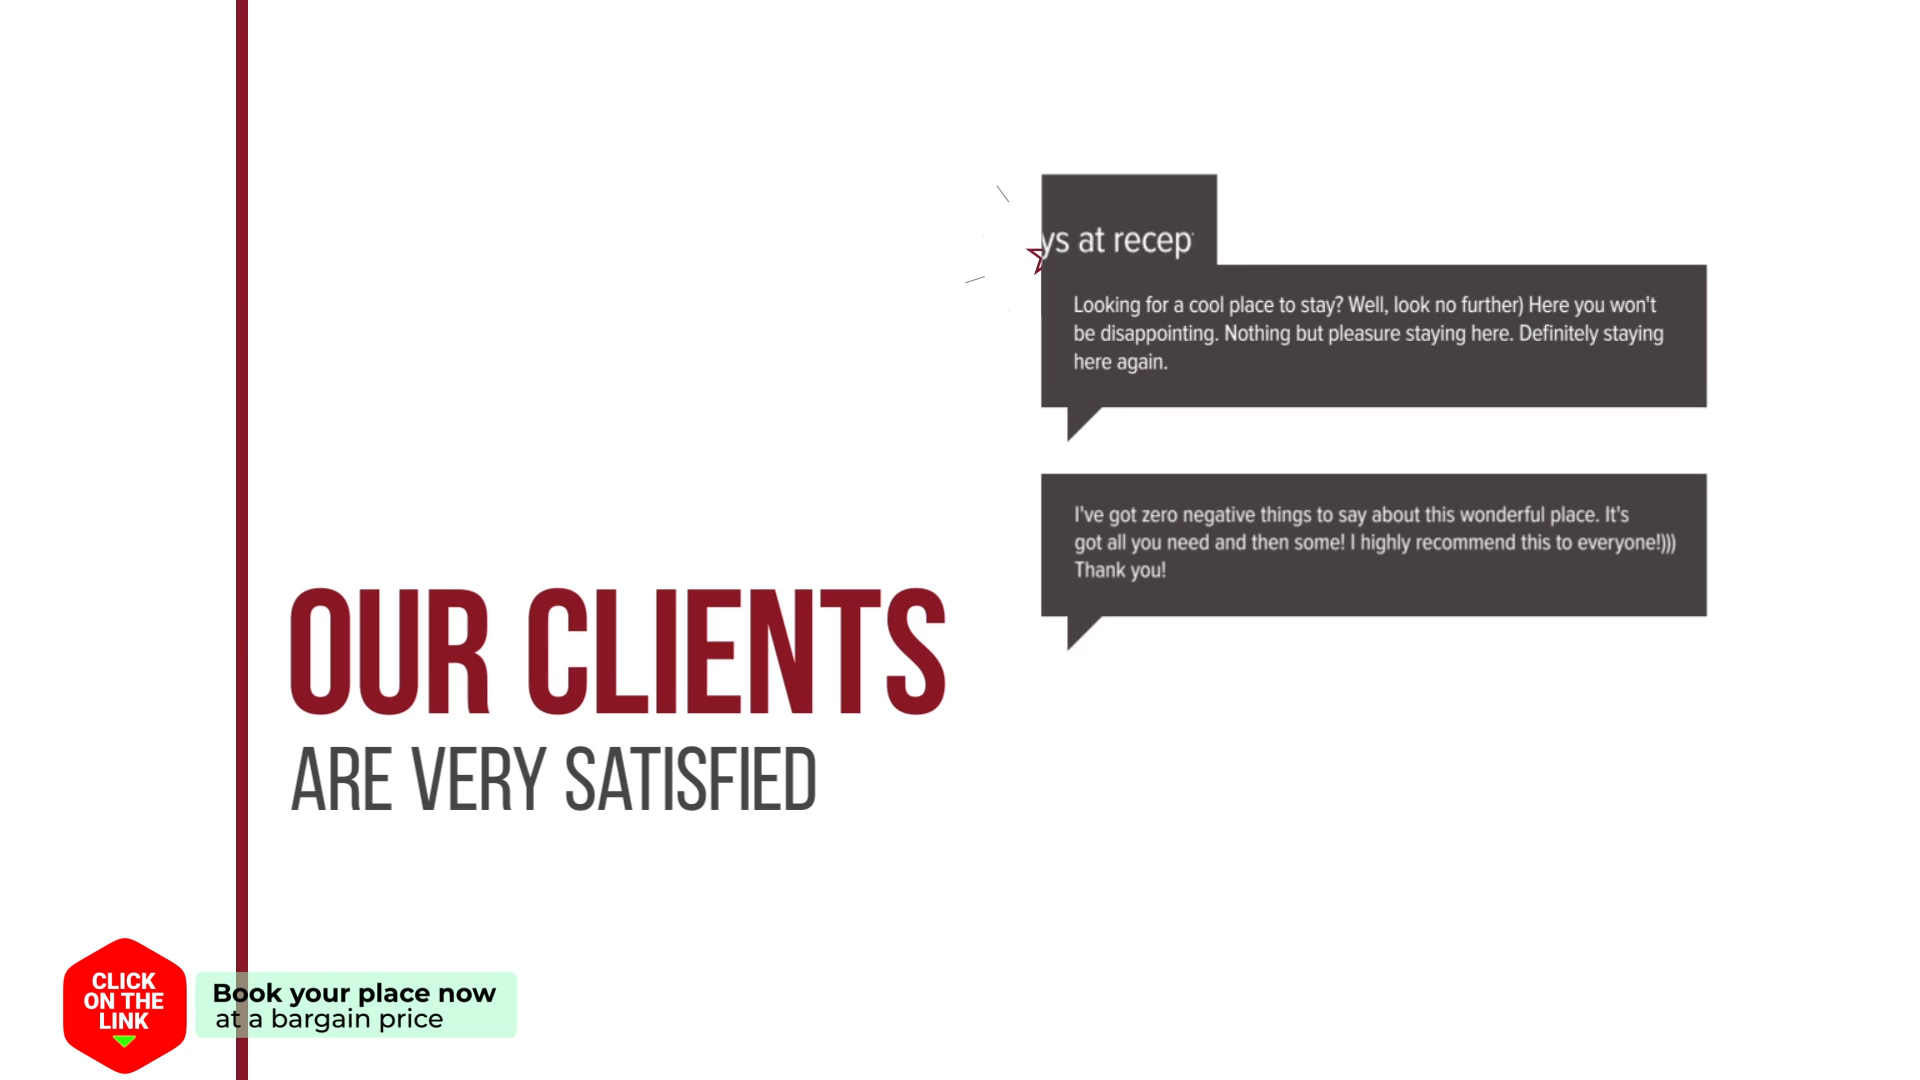 at
Looking for a cool place to stay? Well, look no further) Here you won't
be disappointing. Nothing but pleasure staying here. Definitely staying
here again.
I've got zero negative things to say about this wonderful place. It's
got all you need and then some! I highly recommend this to everyone!)))
Thank you!
OUR CLIENTS
ARE VERY SATISFIED
CLICK
ON THE
LINK
Book your place now
at a bargain price